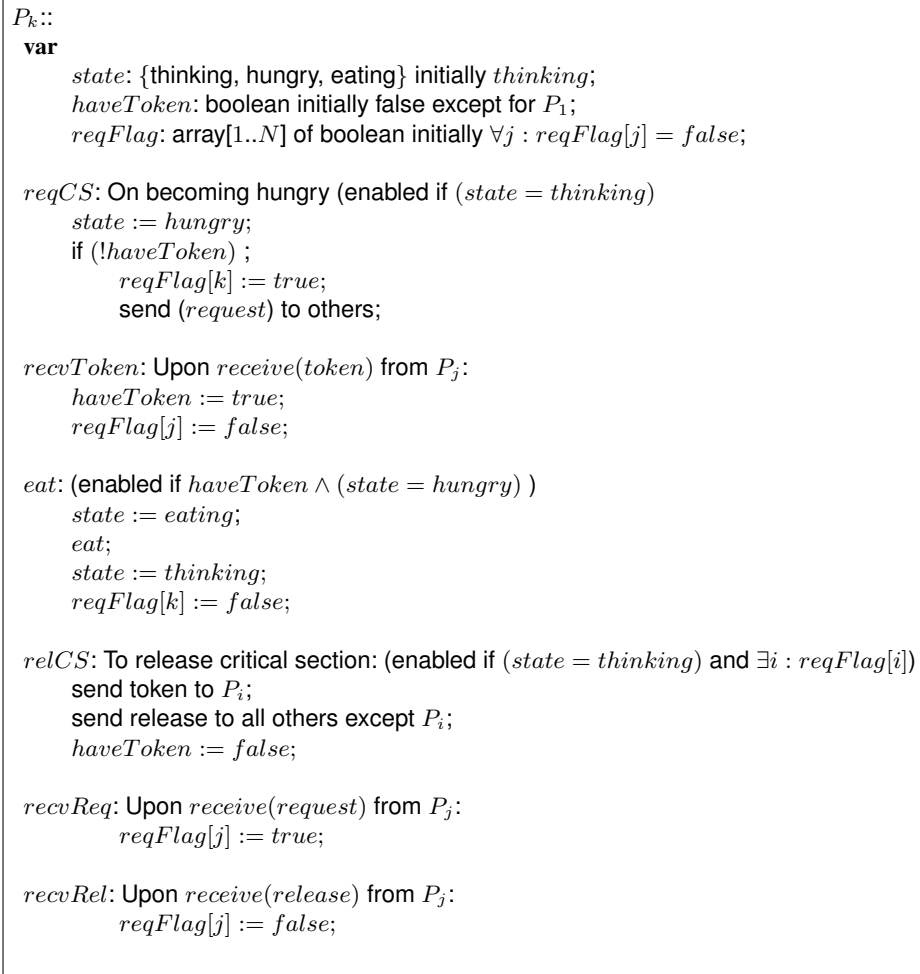 P_k::
var
state: {thinking, hungry, eating} initially thinking;
haveToken: boolean initially false except for P_1;
reqFlag: array[1..N] of boolean initially ∀j : reqFlag[j] = false;
reqCS: On becoming hungry (enabled if (state = thinking)
state := hungry;
if (!haveToken) ;
reqFlag[k] := true;
send (request) to others;
recvToken: Upon receive(token) from P_j:
haveToken := true;
reqFlag[j] := false;
eat: (enabled if haveToken ∧ (state = hungry) )
state := eating;
eat;
state := thinking;
reqFlag[k] := false;
relCS: To release critical section: (enabled if (state = thinking) and ∃i : reqFlag[i])
send token to P_i;
send release to all others except P_i;
haveToken := false;
recvReq: Upon receive(request) from P_j:
reqFlag[j] := true;
recvRel: Upon receive(release) from P_j:
reqFlag[j] := false;